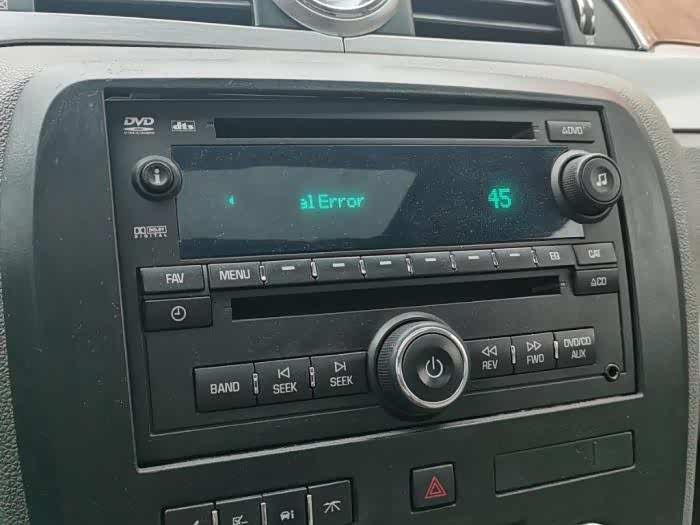 DVD
dts
△DVD
i
al Error 45
DOLBY
DIGITAL
FAV
MENU
EQ
CAT
△CD
BAND
SEEK
SEEK
REV
FWD
DVD/CD
AUX